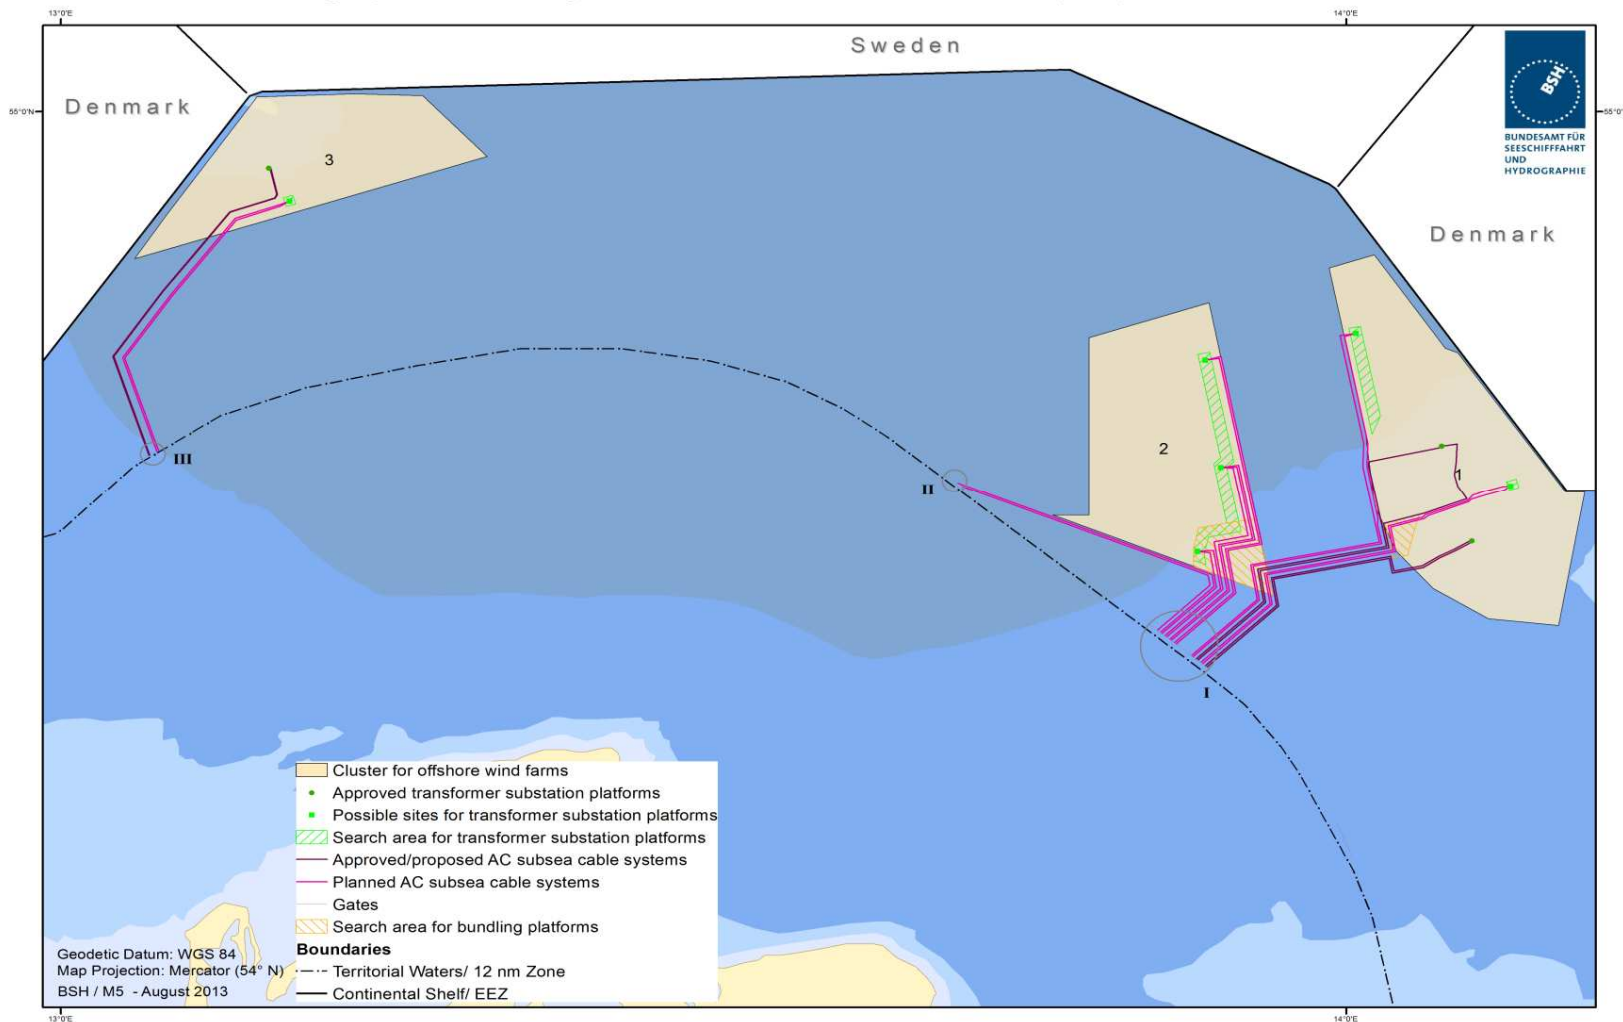 13°0'E
14°0'E
Sweden
Denmark
55°0'N
3
BSH
BUNDESAMT FÜR
SEESCHIFFFAHRT
UND
HYDROGRAPHIE
Denmark
2
1
III
II
I
Cluster for offshore wind farms
Approved transformer substation platforms
Possible sites for transformer substation platforms
Search area for transformer substation platforms
Approved/proposed AC subsea cable systems
Planned AC subsea cable systems
Gates
Search area for bundling platforms
Boundaries
Territorial Waters/ 12 nm Zone
Continental Shelf/ EEZ
Geodetic Datum: WGS 84
Map Projection: Mercator (54° N)
BSH / M5 - August 2013
13°0'E
14°0'E